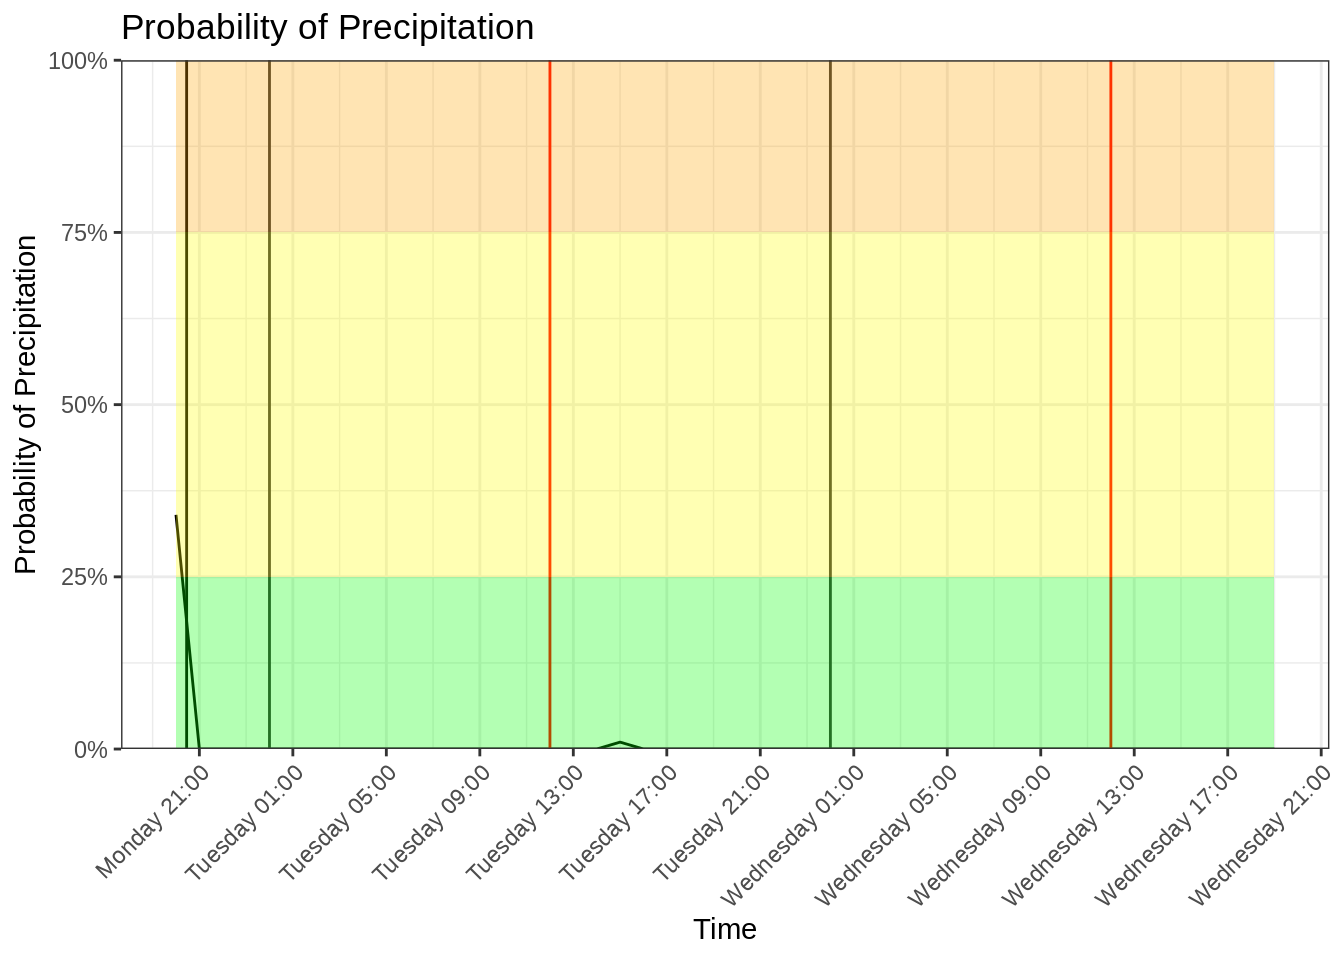 Probability of Precipitation
Probability of Precipitation
100%
75%
50%
25%
0%
Monday 21:00
Tuesday 01:00
Tuesday 05:00
Tuesday 09:00
Tuesday 13:00
Tuesday 17:00
Tuesday 21:00
Wednesday 01:00
Wednesday 05:00
Wednesday 09:00
Wednesday 13:00
Wednesday 17:00
Wednesday 21:00
Time